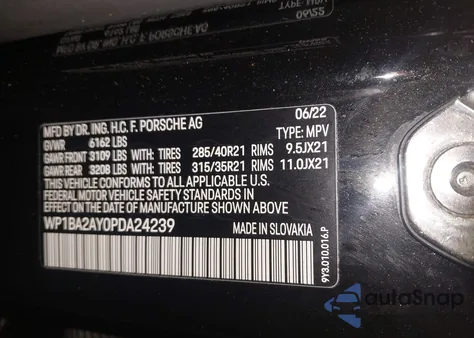 MFD BY DR. ING. H.C. F. PORSCHE AG 06/22
GVWR 6162 LBS TYPE: MPV
GAWR FRONT 3109 LBS WITH: TIRES 285/40R21 RIMS 9.5JX21
GAWR REAR 3208 LBS WITH: TIRES 315/35R21 RIMS 11.0JX21
THIS VEHICLE CONFORMS TO ALL APPLICABLE U.S.
FEDERAL MOTOR VEHICLE SAFETY STANDARDS IN
EFFECT ON THE DATE OF MANUFACTURE SHOWN ABOVE.
WP1BA2AY0PDA24239 MADE IN SLOVAKIA
9Y3.010.016.P
autoSnap